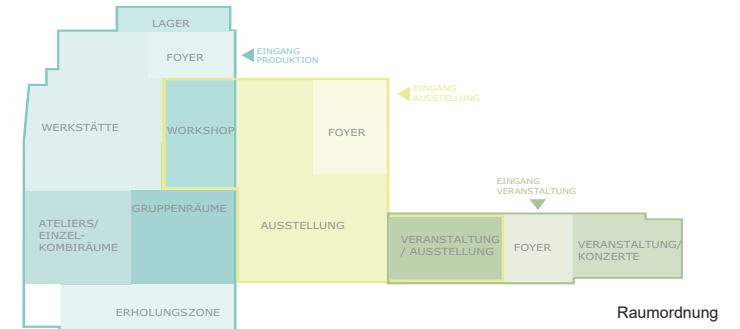 LAGER
FOYER
EINGANG
PRODUKTION
EINGANG
AUSSTELLUNG
WERKSTÄTTE
WORKSHOP
FOYER
EINGANG
VERANSTALTUNG
GRUPPENRÄUME
ATELIERS/
EINZEL-
KOMBIRÄUME
AUSSTELLUNG
VERANSTALTUNG
/ AUSSTELLUNG
FOYER
VERANSTALTUNG/
KONZERTE
ERHOLUNGSZONE
Raumordnung